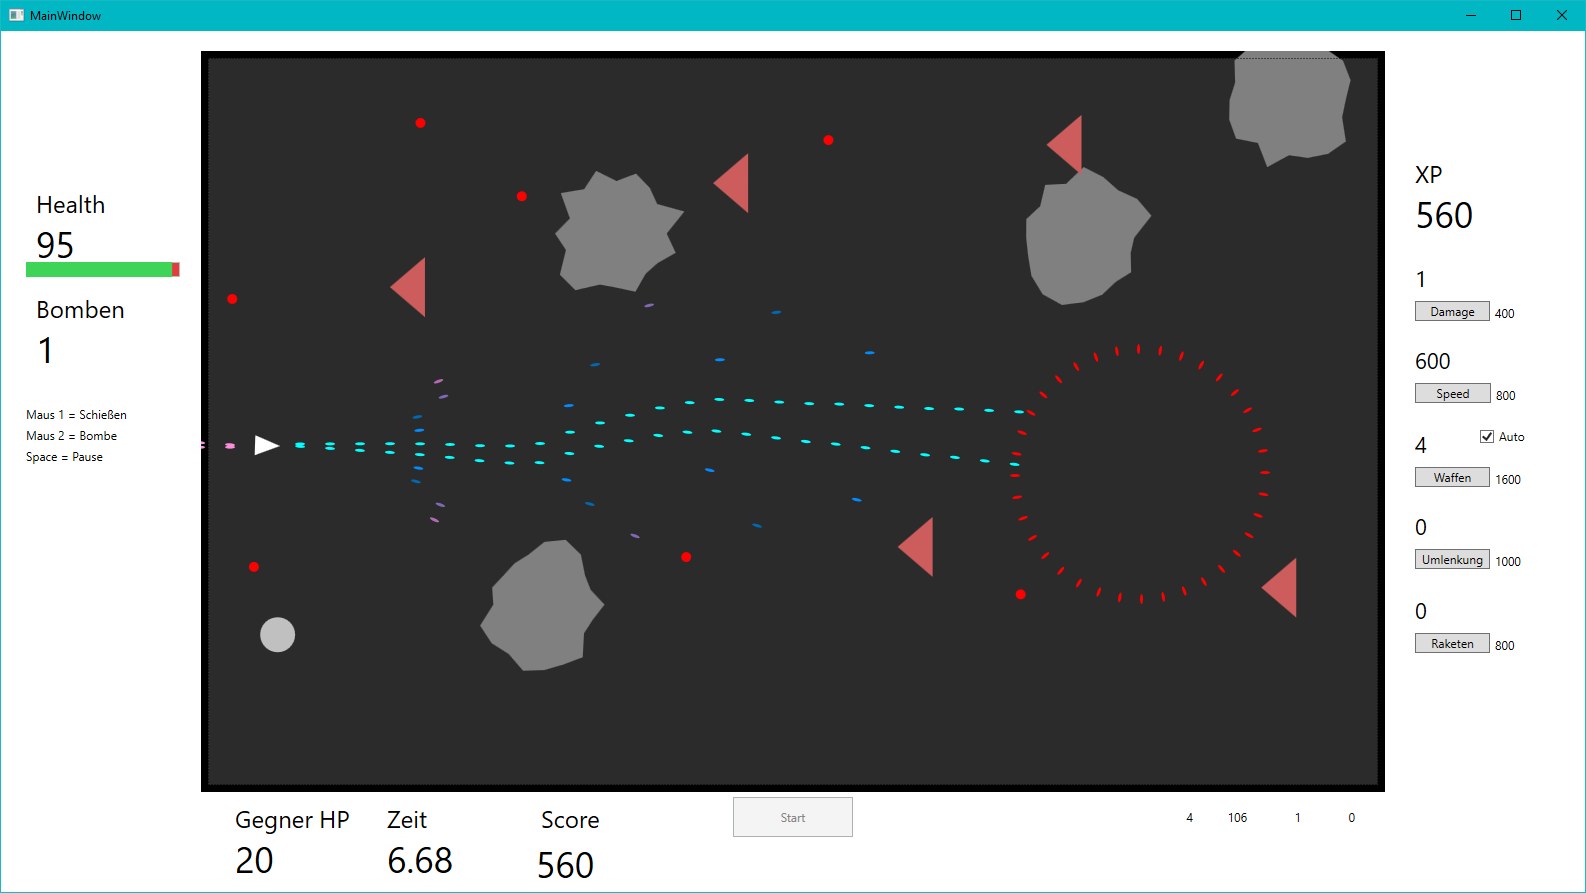 MainWindow
Health
95
Bomben
1
Maus 1 = Schießen
Maus 2 = Bombe
Space = Pause
XP
560
1
Damage 400
600
Speed 800
4 Auto
Waffen 1600
0
Umlenkung 1000
0
Raketen 800
Gegner HP Zeit Score
20 6.68 560
Start
4 106 1 0